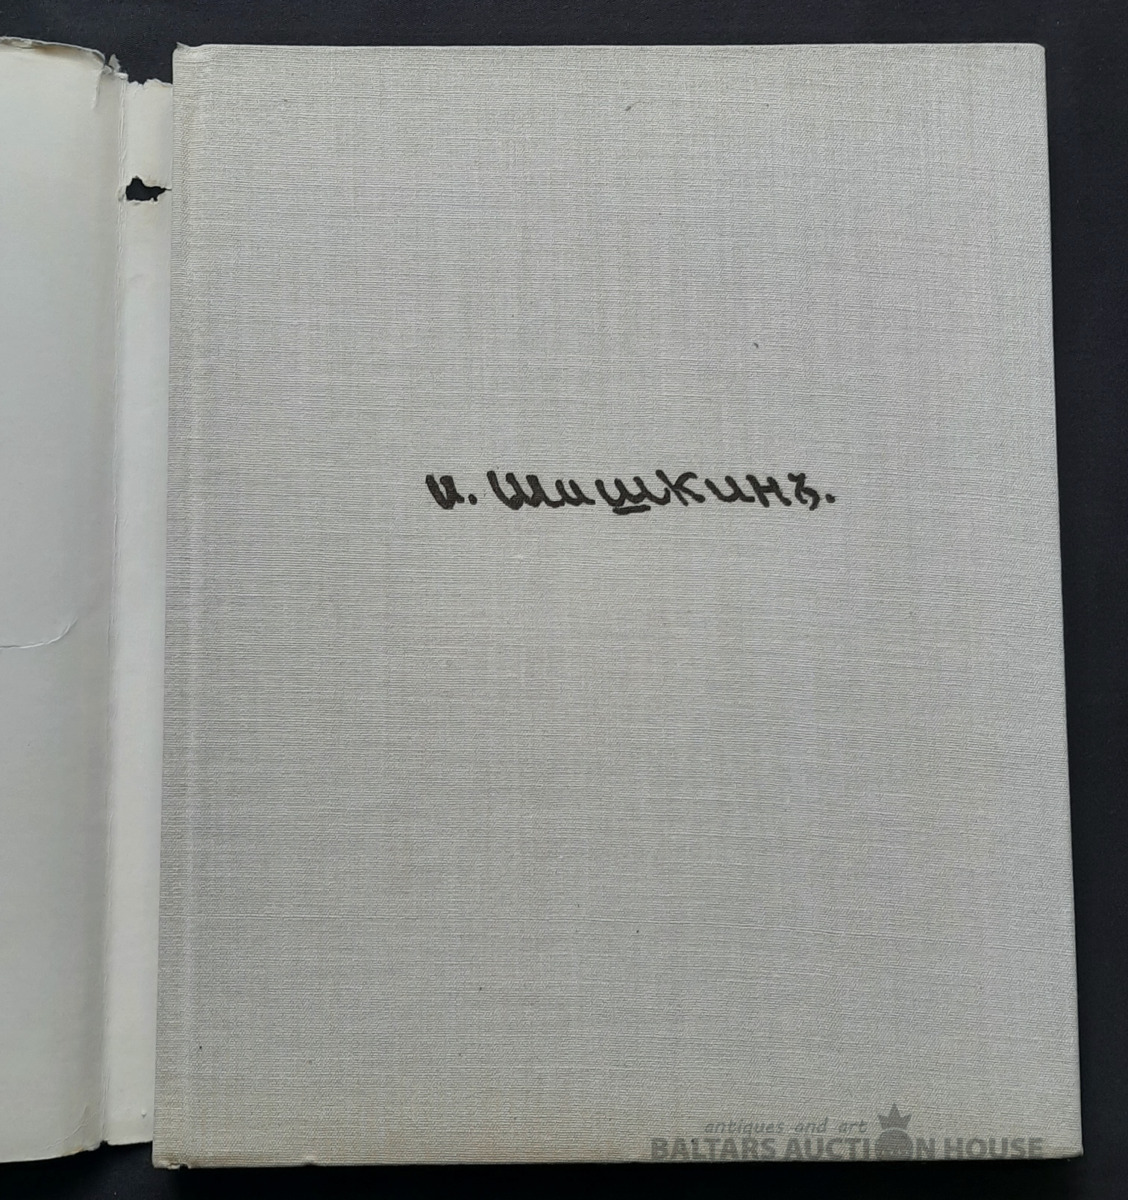 И. Шишкинъ.
antiques and art
BALTARS AUCTION HOUSE